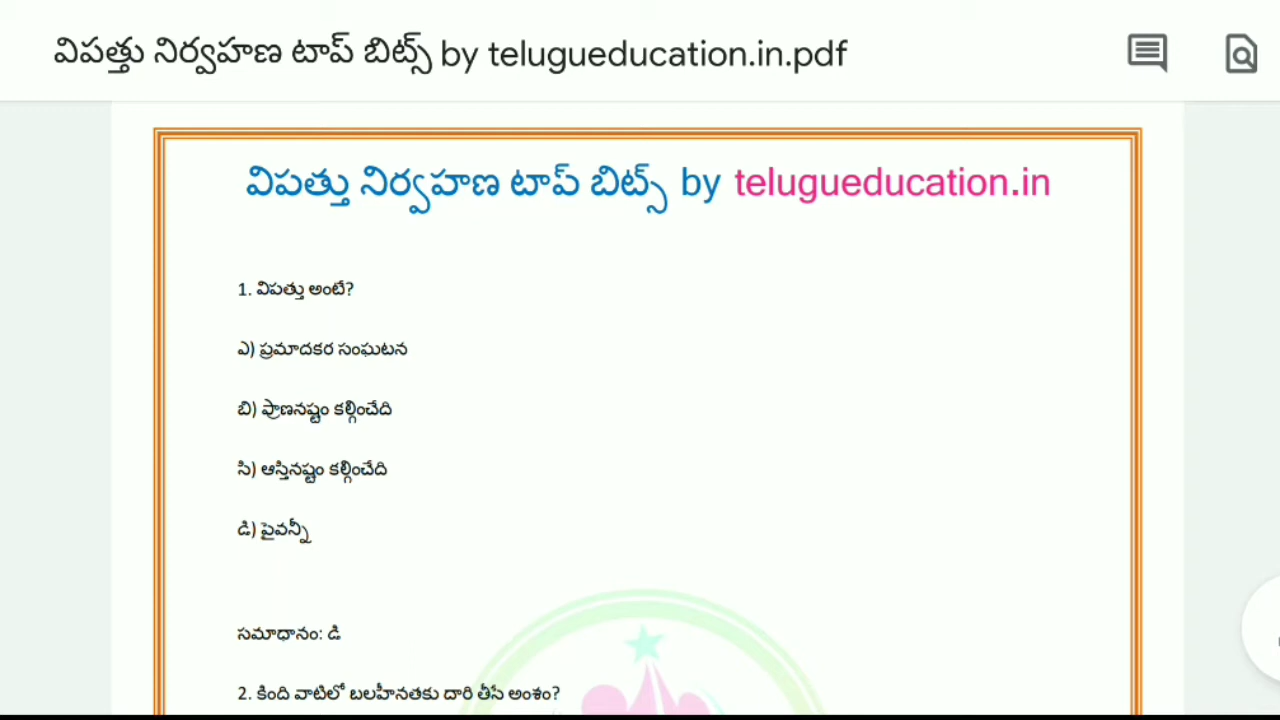 విపత్తు నిర్వహణ టాప్ బిట్స్ by telugueducation.in.pdf
విపత్తు నిర్వహణ టాప్ బిట్స్ by telugueducation.in
1. విపత్తు అంటే?
ఎ) ప్రమాదకర సంఘటన
బి) ప్రాణనష్టం కల్గించేది
సి) ఆస్తినష్టం కల్గించేది
డి) పైవన్నీ
సమాధానం: డి
2. కింది వాటిలో బలహీనతకు దారి తీసే అంశం?